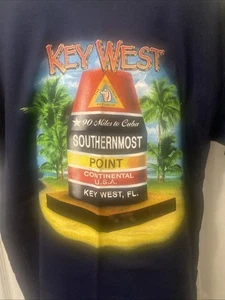 KEY WEST
90 Miles to Cuba
SOUTHERNMOST
POINT
CONTINENTAL
U.S.A.
KEY WEST, FL.